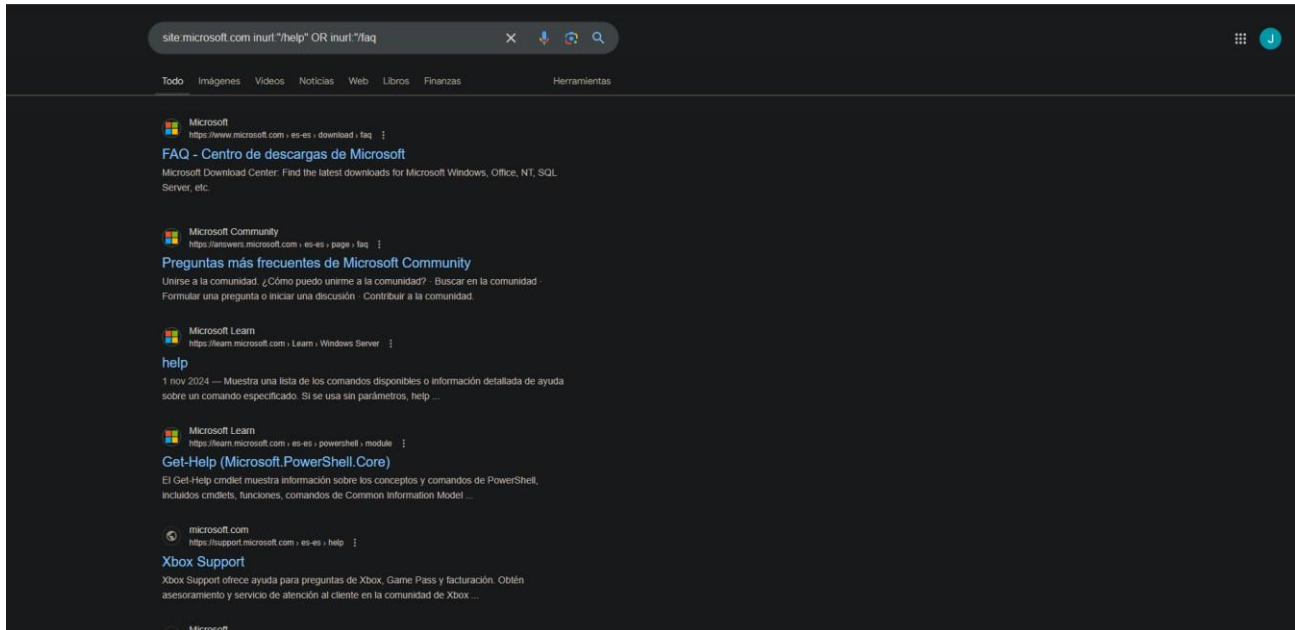 site:microsoft.com inurl:"/help" OR inurl:"/faq
J
Todo Imágenes Videos Noticias Web Libros Finanzas Herramientas
Microsoft
https://www.microsoft.com › es-es › download › faq
FAQ - Centro de descargas de Microsoft
Microsoft Download Center: Find the latest downloads for Microsoft Windows, Office, NT, SQL
Server, etc.
Microsoft Community
https://answers.microsoft.com › es-es › page › faq
Preguntas más frecuentes de Microsoft Community
Unirse a la comunidad. ¿Cómo puedo unirme a la comunidad? · Buscar en la comunidad ·
Formular una pregunta o iniciar una discusión · Contribuir a la comunidad.
Microsoft Learn
https://learn.microsoft.com › Learn › Windows Server
help
1 nov 2024 — Muestra una lista de los comandos disponibles o información detallada de ayuda
sobre un comando especificado. Si se usa sin parámetros, help ...
Microsoft Learn
https://learn.microsoft.com › es-es › powershell › module
Get-Help (Microsoft.PowerShell.Core)
El Get-Help cmdlet muestra información sobre los conceptos y comandos de PowerShell,
incluidos cmdlets, funciones, comandos de Common Information Model ...
microsoft.com
https://support.microsoft.com › es-es › help
Xbox Support
Xbox Support ofrece ayuda para preguntas de Xbox, Game Pass y facturación. Obtén
asesoramiento y servicio de atención al cliente en la comunidad de Xbox ...
Microsoft